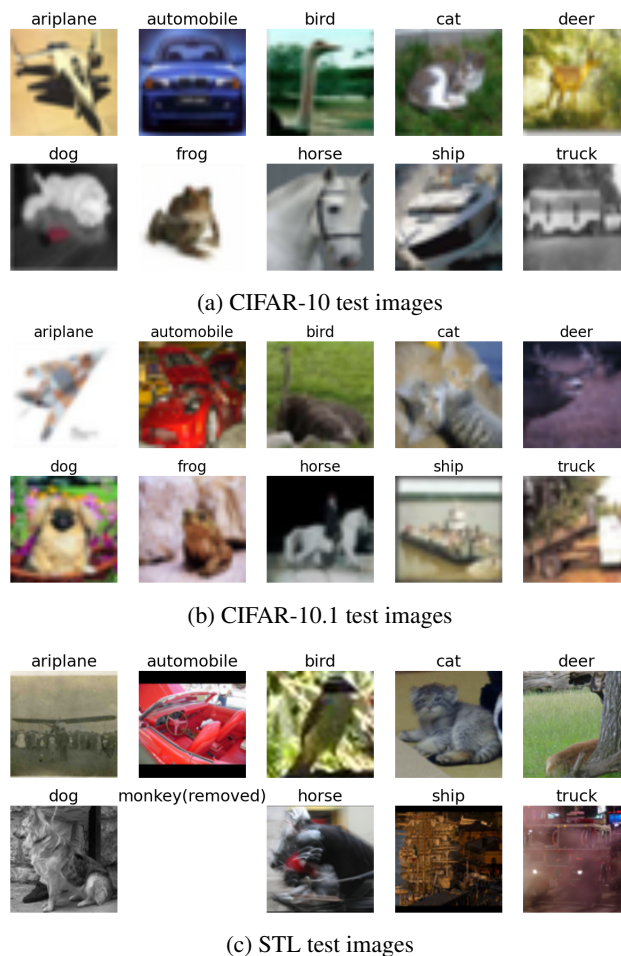 ariplane automobile bird cat deer
dog frog horse ship truck
(a) CIFAR-10 test images
ariplane automobile bird cat deer
dog frog horse ship truck
(b) CIFAR-10.1 test images
ariplane automobile bird cat deer
dog monkey(removed) horse ship truck
(c) STL test images